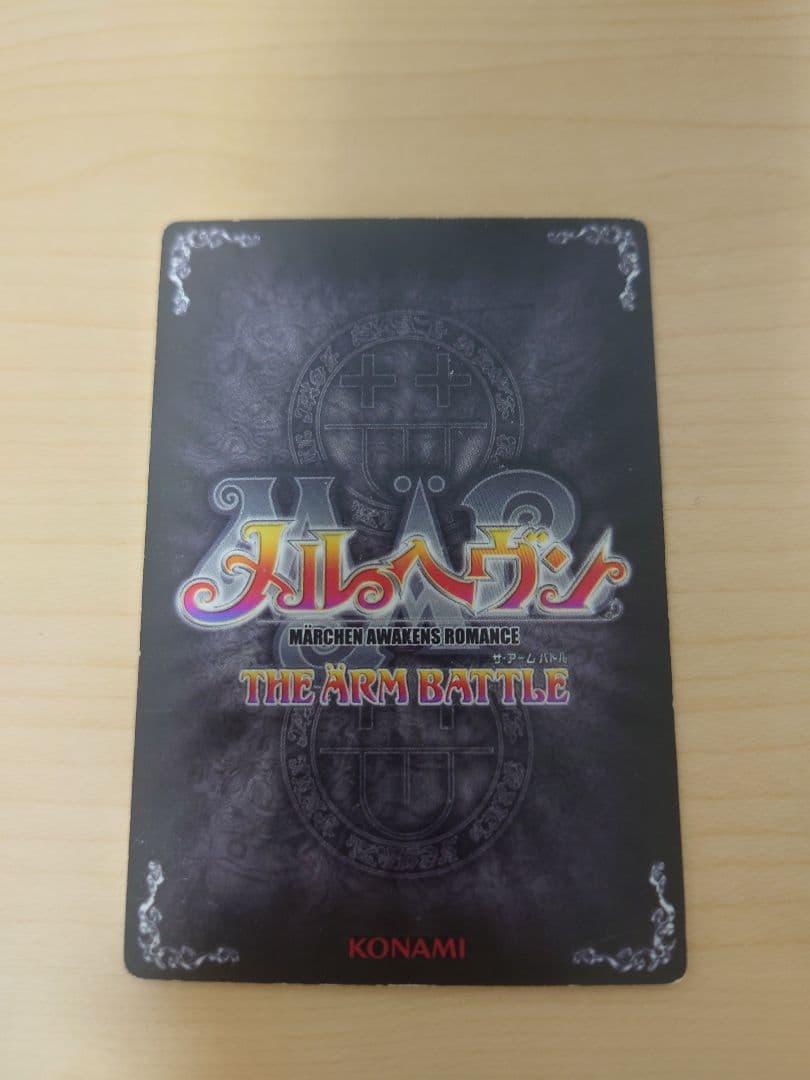 MÄR
メルヘヴン
MÄRCHEN AWAKENS ROMANCE
ザ・アーム バトル
THE ÄRM BATTLE
KONAMI